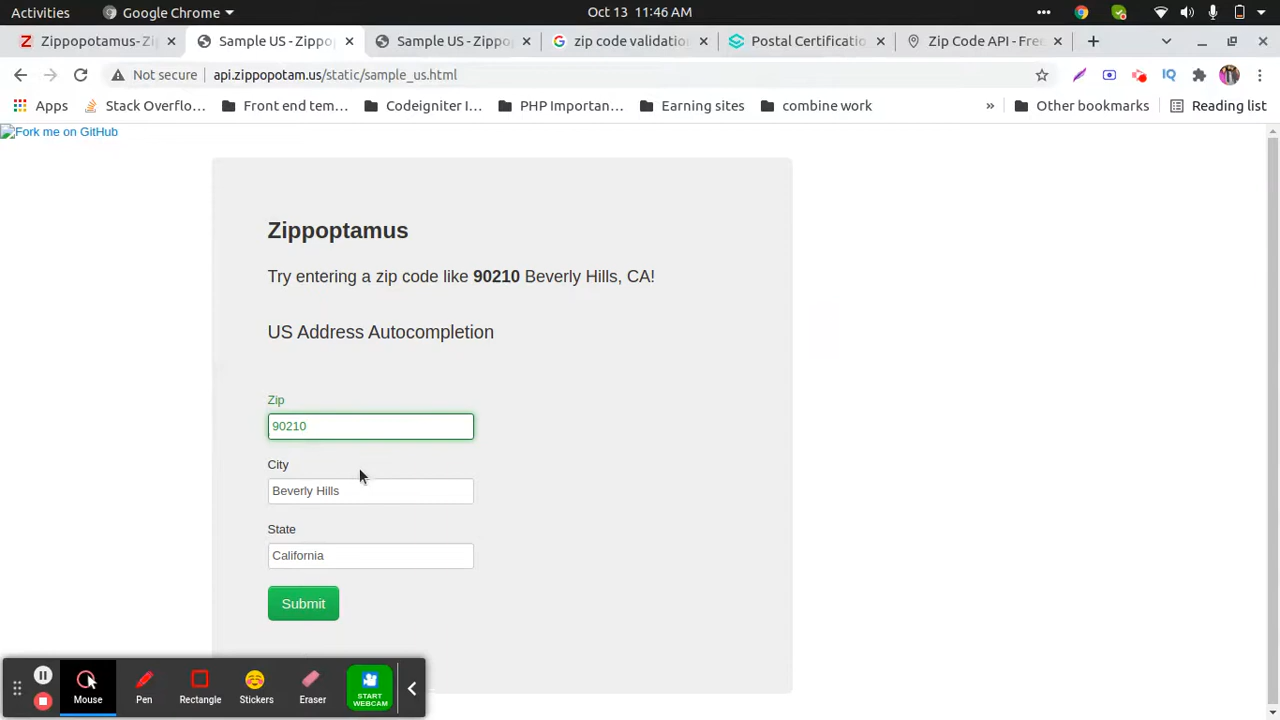 Activities Google Chrome Oct 13 11:46 AM
Zippopotamus- Zi Sample US - Zippo Sample US - Zippo zip code validation Postal Certificatio Zip Code API - Free
Not secure api.zippopotam.us/static/sample_us.html
Apps Stack Overflo... Front end tem... Codeigniter I... PHP Importan... Earning sites combine work » Other bookmarks Reading list
Fork me on GitHub
Zippoptamus
Try entering a zip code like 90210 Beverly Hills, CA!
US Address Autocompletion
Zip
90210
City
Beverly Hills
State
California
Submit
Mouse Pen Rectangle Stickers Eraser START WEBCAM